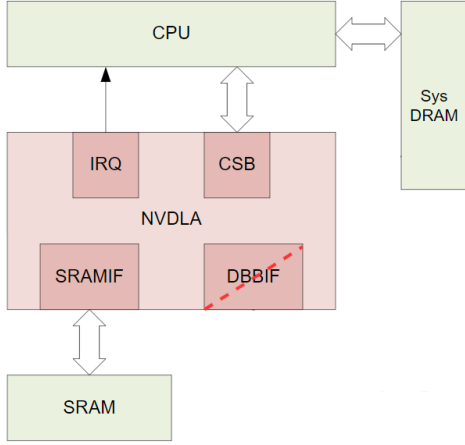 CPU
Sys
DRAM
IRQ
CSB
NVDLA
SRAMIF
DBBIF
SRAM